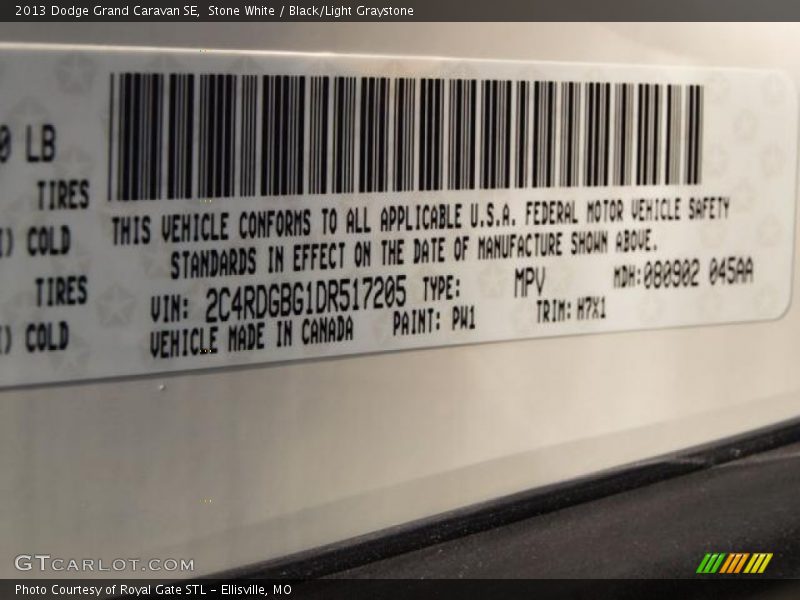 2013 Dodge Grand Caravan SE,  Stone White / Black/Light Graystone
0 LB
TIRES
) COLD
TIRES
) COLD
THIS VEHICLE CONFORMS TO ALL APPLICABLE U.S.A. FEDERAL MOTOR VEHICLE SAFETY
STANDARDS IN EFFECT ON THE DATE OF MANUFACTURE SHOWN ABOVE.
VIN: 2C4RDGBG1DR517205 TYPE: MPV MDH:080902 045AA
VEHICLE MADE IN CANADA PAINT: PW1 TRIM: H7X1
GTCARLOT.COM
Photo Courtesy of Royal Gate STL - Ellisville, MO